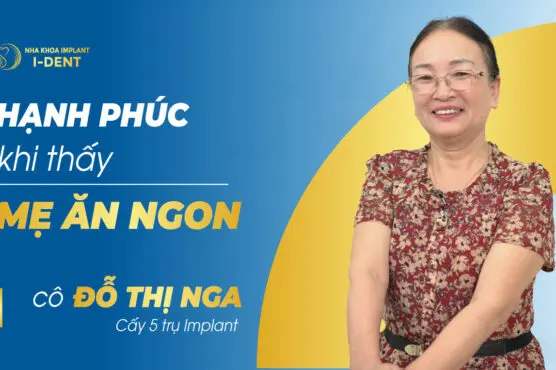 NHA KHOA IMPLANT
I-DENT
HẠNH PHÚC
khi thấy
MẸ ĂN NGON
cô ĐỖ THỊ NGA
Cấy 5 trụ Implant